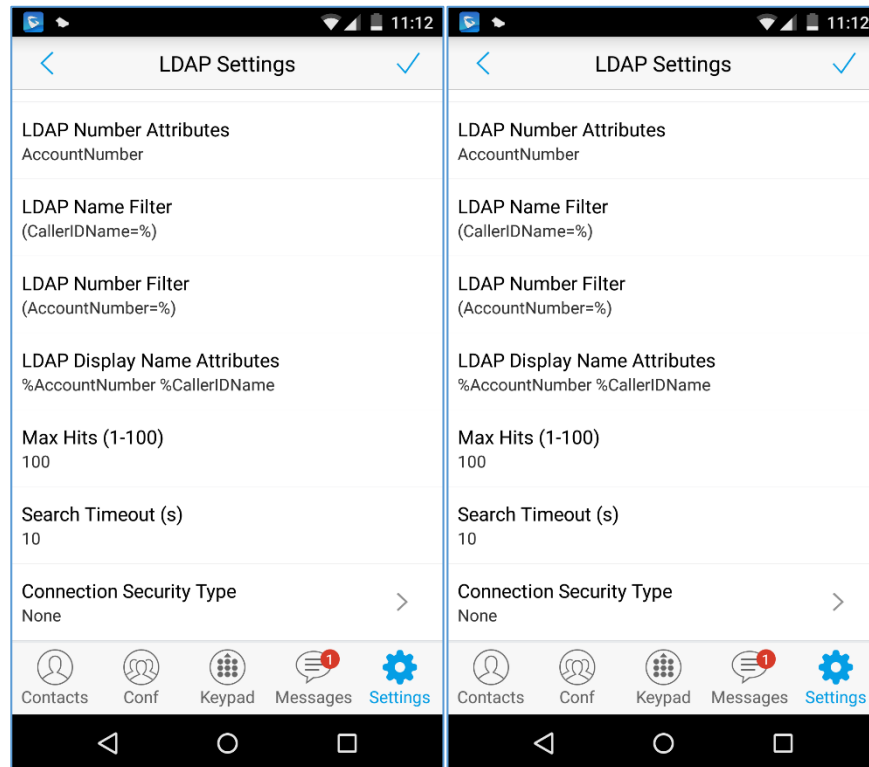 11:12
LDAP Settings
LDAP Number Attributes
AccountNumber
LDAP Name Filter
(CallerIDName=%)
LDAP Number Filter
(AccountNumber=%)
LDAP Display Name Attributes
%AccountNumber %CallerIDName
Max Hits (1-100)
100
Search Timeout (s)
10
Connection Security Type
None
1
Contacts Conf Keypad Messages Settings
11:12
LDAP Settings
LDAP Number Attributes
AccountNumber
LDAP Name Filter
(CallerIDName=%)
LDAP Number Filter
(AccountNumber=%)
LDAP Display Name Attributes
%AccountNumber %CallerIDName
Max Hits (1-100)
100
Search Timeout (s)
10
Connection Security Type
None
1
Contacts Conf Keypad Messages Settings